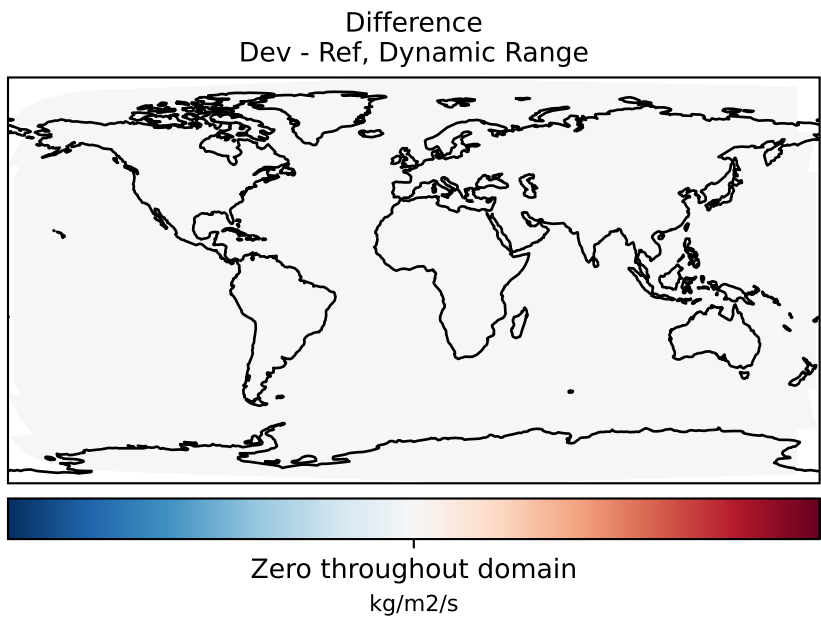 Difference
Dev - Ref, Dynamic Range
Zero throughout domain
kg/m2/s